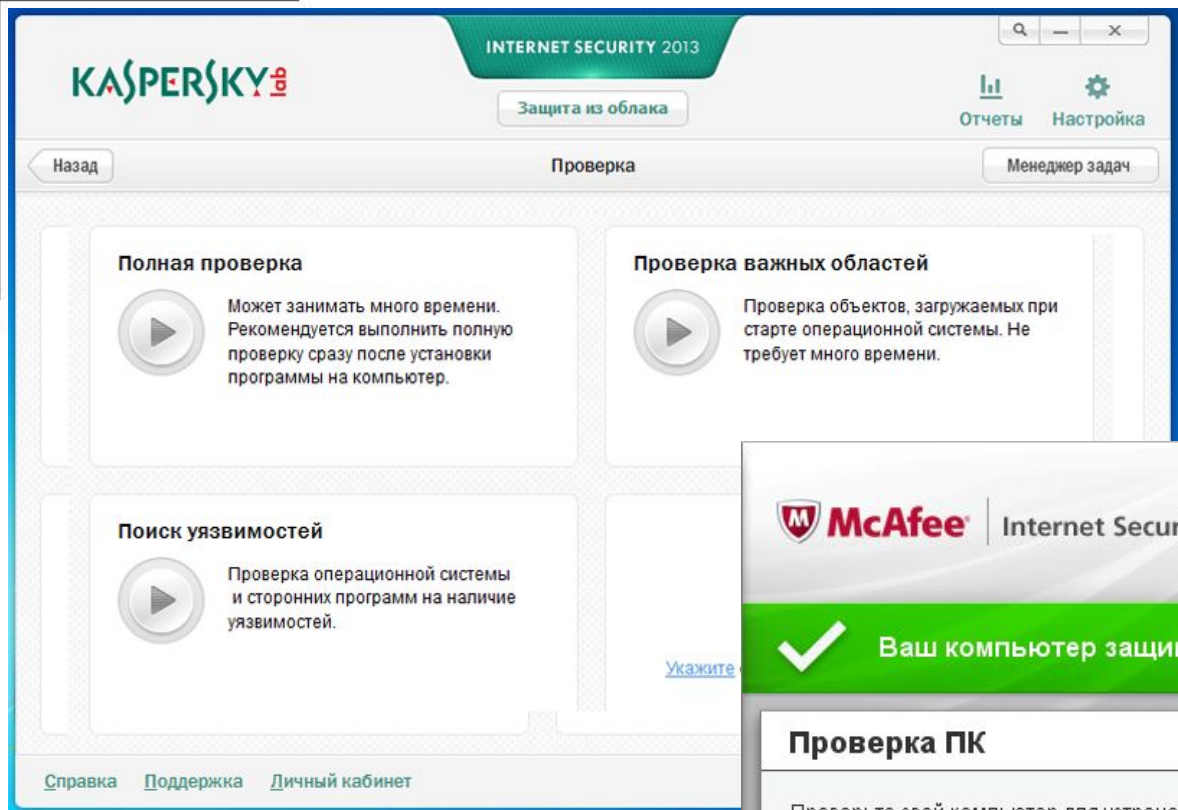 KASPERSKY lab
INTERNET SECURITY 2013
Защита из облака
Отчеты
Настройка
Назад
Проверка
Менеджер задач
Полная проверка
Может занимать много времени.
Рекомендуется выполнить полную
проверку сразу после установки
программы на компьютер.
Проверка важных областей
Проверка объектов, загружаемых при
старте операционной системы. Не
требует много времени.
Поиск уязвимостей
Проверка операционной системы
и сторонних программ на наличие
уязвимостей.
Укажите
Справка
Поддержка
Личный кабинет
McAfee
Internet Secur
Ваш компьютер защи
Проверка ПК